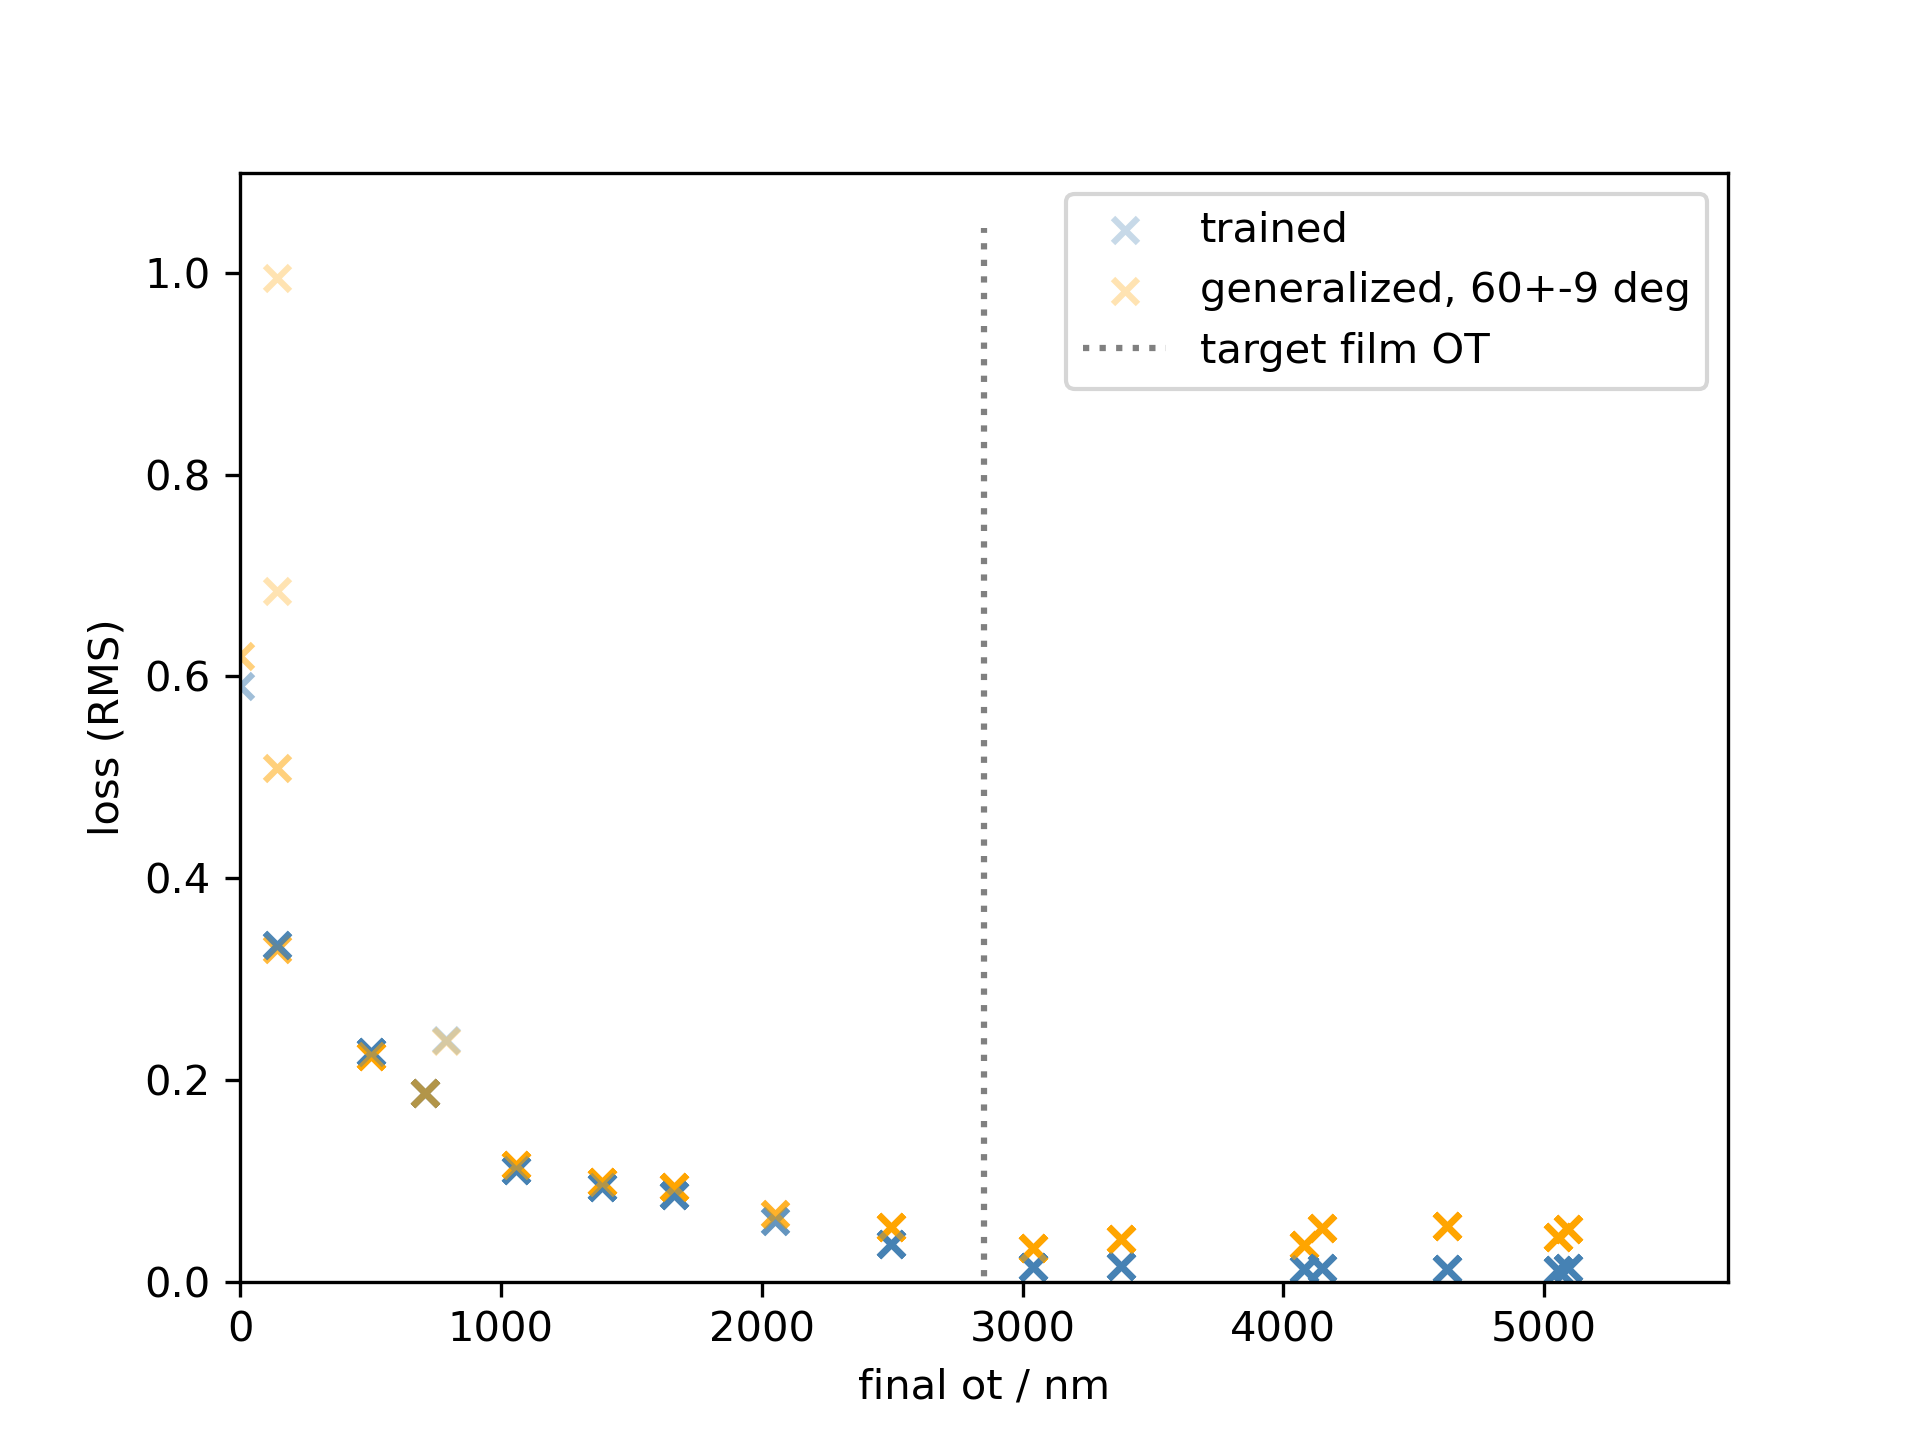 trained
generalized, 60+-9 deg
target film OT
1.0
0.8
0.6
0.4
0.2
0.0
loss (RMS)
0 1000 2000 3000 4000 5000
final ot / nm